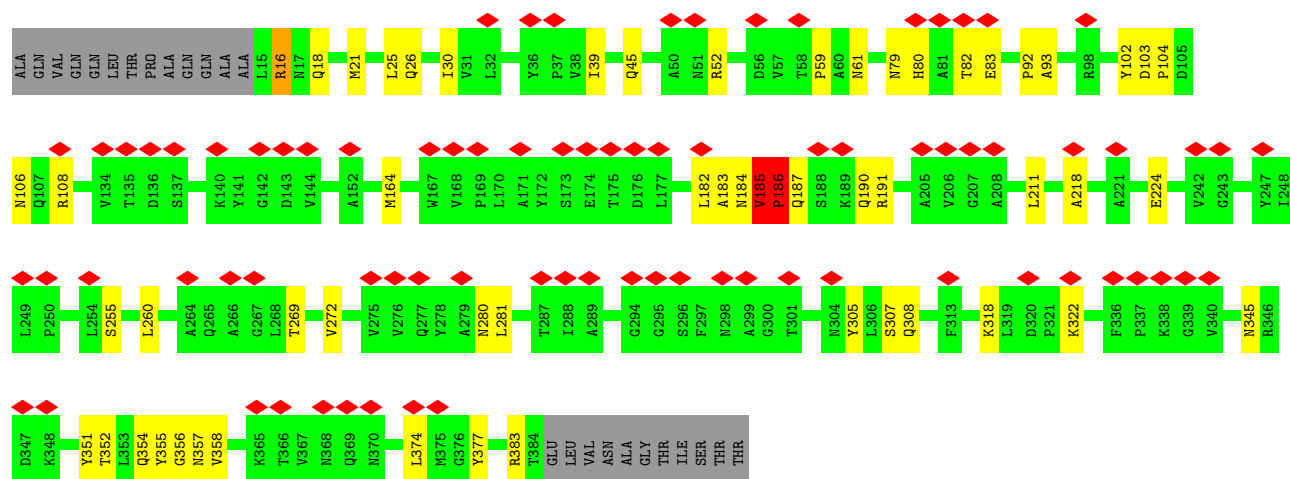 ALA GLN VAL GLN GLN LEU THR PRO ALA GLN GLN ALA ALA L15 R16 N17 Q18 M21 L25 Q26 I30 V31 L32 Y36 P37 V38 I39 Q45 A50 N51 R52 D56 V57 T58 P59 A60 N61 N79 H80 A81 T82 E83 P92 A93 R98 Y102 D103 P104 D105
N106 Q107 R108 V134 T135 D136 S137 K140 Y141 G142 D143 V144 A152 M164 W167 V168 P169 L170 A171 Y172 S173 E174 T175 D176 L177 L182 A183 N184 V185 P186 Q187 S188 K189 Q190 R191 A205 V206 G207 A208 L211 A218 A221 E224 V242 G243 Y247 I248
L249 P250 L254 S255 L260 A264 Q265 A266 G267 L268 T269 V272 V275 V276 Q277 Y278 A279 N280 L281 T287 I288 A289 G294 G295 S296 F297 N298 A299 G300 T301 N304 Y305 L306 S307 Q308 F313 K318 L319 D320 P321 K322 F336 P337 K338 G339 V340 N345 R346
D347 K348 Y351 T352 L353 Q354 Y355 G356 N357 V358 K365 T366 V367 N368 Q369 N370 L374 M375 G376 Y377 R383 T384 GLU LEU VAL ASN ALA GLY THR ILE SER THR THR